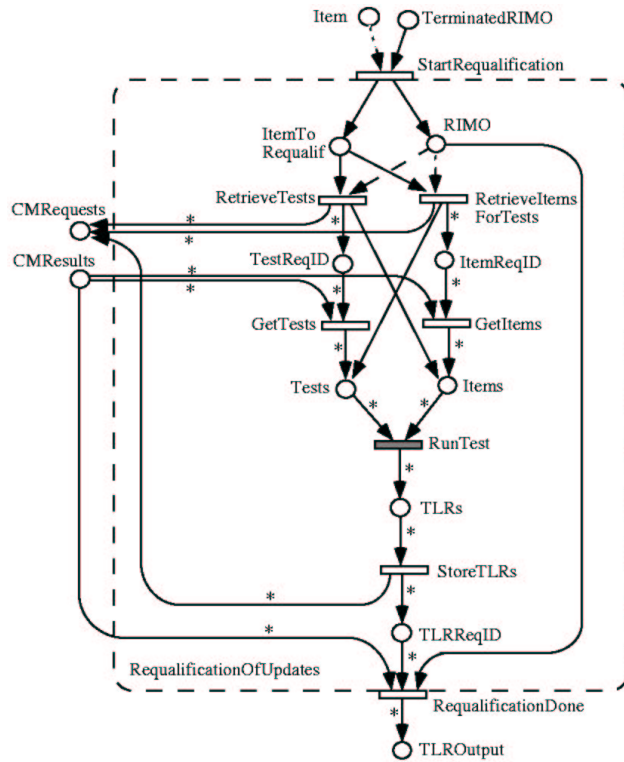 Item
TerminatedRIMO
StartRequalification
ItemTo
Requalif
RIMO
RetrieveTests
RetrieveItems
ForTests
CMRequests
*
*
*
*
CMResults
TestReqID
ItemReqID
*
*
*
*
GetTests
GetItems
*
*
Tests
Items
*
*
RunTest
*
TLRs
*
StoreTLRs
*
*
*
TLRReqID
*
RequalificationOfUpdates
RequalificationDone
*
TLROutput